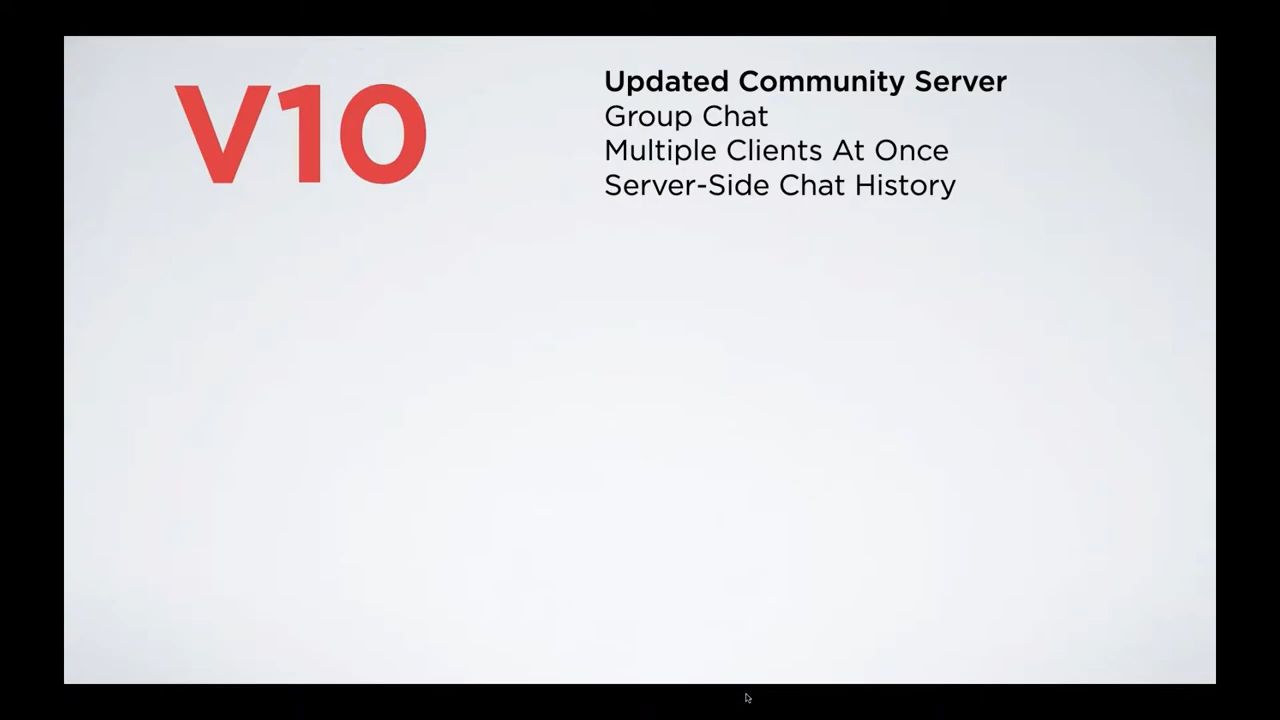 V10
Updated Community Server
Group Chat
Multiple Clients At Once
Server-Side Chat History